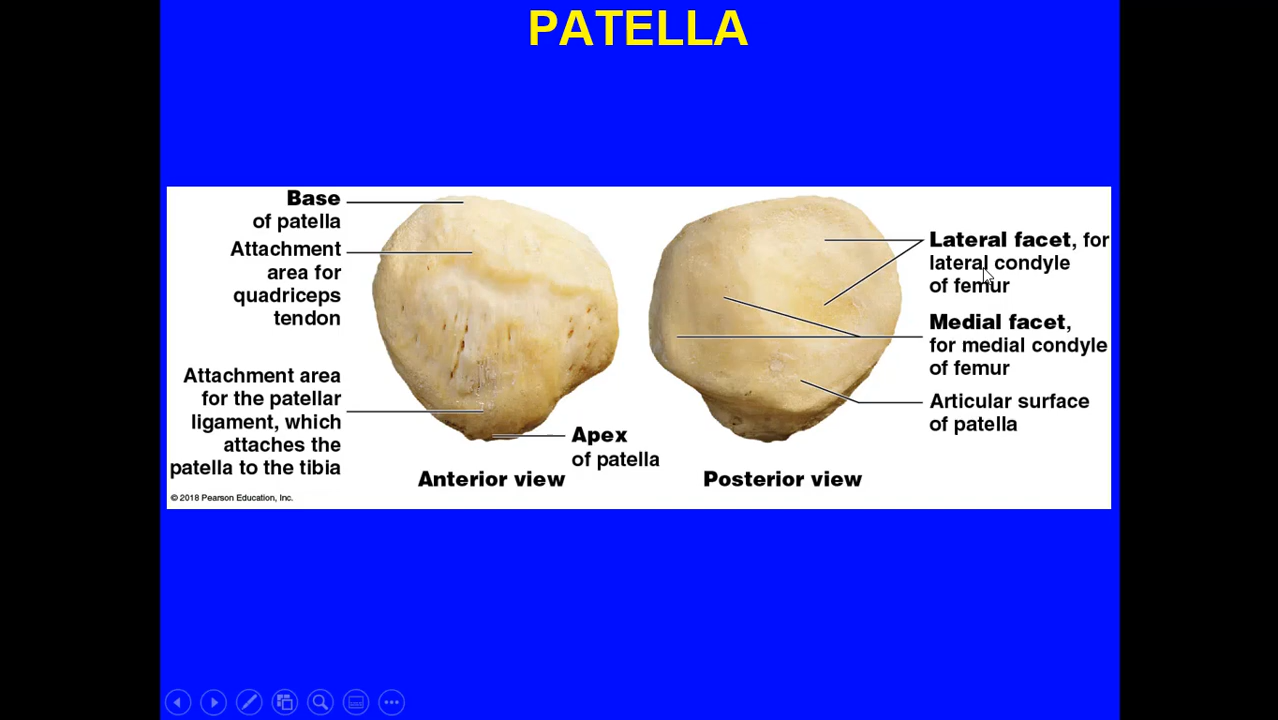 PATELLA
Base
of patella
Attachment
area for
quadriceps
tendon
Attachment area
for the patellar
ligament, which
attaches the
patella to the tibia
Apex
of patella
Anterior view
Posterior view
Lateral facet, for
lateral condyle
of femur
Medial facet,
for medial condyle
of femur
Articular surface
of patella
© 2018 Pearson Education, Inc.